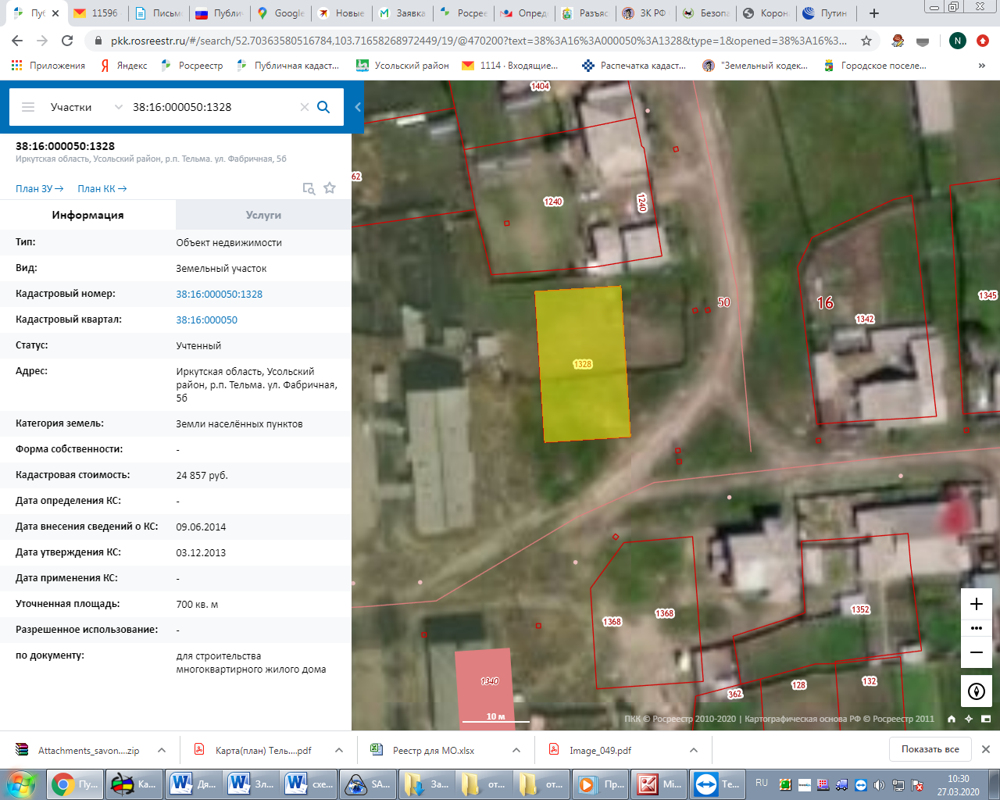 Пу
11596
Письм
Публич
Google
Новые
Заявка
Росрее
Опред
Разъяс
ЗК РФ
Безопа
Корон
Путин
pkk.rosreestr.ru/#/search/52.70363580516784,103.71658268972449/19/@470200?text=38%3A16%3A000050%3A1328&type=1&opened=38%3A16%3...
N
Приложения
Яндекс
Росреестр
Публичная кадаст...
Усольский район
1114 · Входящие...
Распечатка кадаст...
"Земельный кодек...
Городское поселе...
»
Участки
38:16:000050:1328
38:16:000050:1328
Иркутская область, Усольский район, р.п. Тельма. ул. Фабричная, 5б
План ЗУ →
План КК →
Информация
Услуги
Тип: Объект недвижимости
Вид: Земельный участок
Кадастровый номер: 38:16:000050:1328
Кадастровый квартал: 38:16:000050
Статус: Учтенный
Адрес: Иркутская область, Усольский
район, р.п. Тельма. ул. Фабричная,
5б
Категория земель: Земли населённых пунктов
Форма собственности: -
Кадастровая стоимость: 24 857 руб.
Дата определения КС: -
Дата внесения сведений о КС: 09.06.2014
Дата утверждения КС: 03.12.2013
Дата применения КС: -
Уточненная площадь: 700 кв. м
Разрешенное использование: -
по документу: для строительства
многоквартирного жилого дома
1404
62
1240
1240
50
16
1342
1345
1328
1368
1368
1352
1340
362
128
132
10 м
ПКК © Росреестр 2010-2020 | Картографическая основа РФ © Росреестр 2011
Attachments_savon....zip
Карта(план) Тель....pdf
Реестр для МО.xlsx
Image_049.pdf
Показать все
Пу...
Ка...
Дя...
Зл...
схе...
SA...
За...
от...
от...
Пр...
Mi...
Te...
RU
10:30
27.03.2020